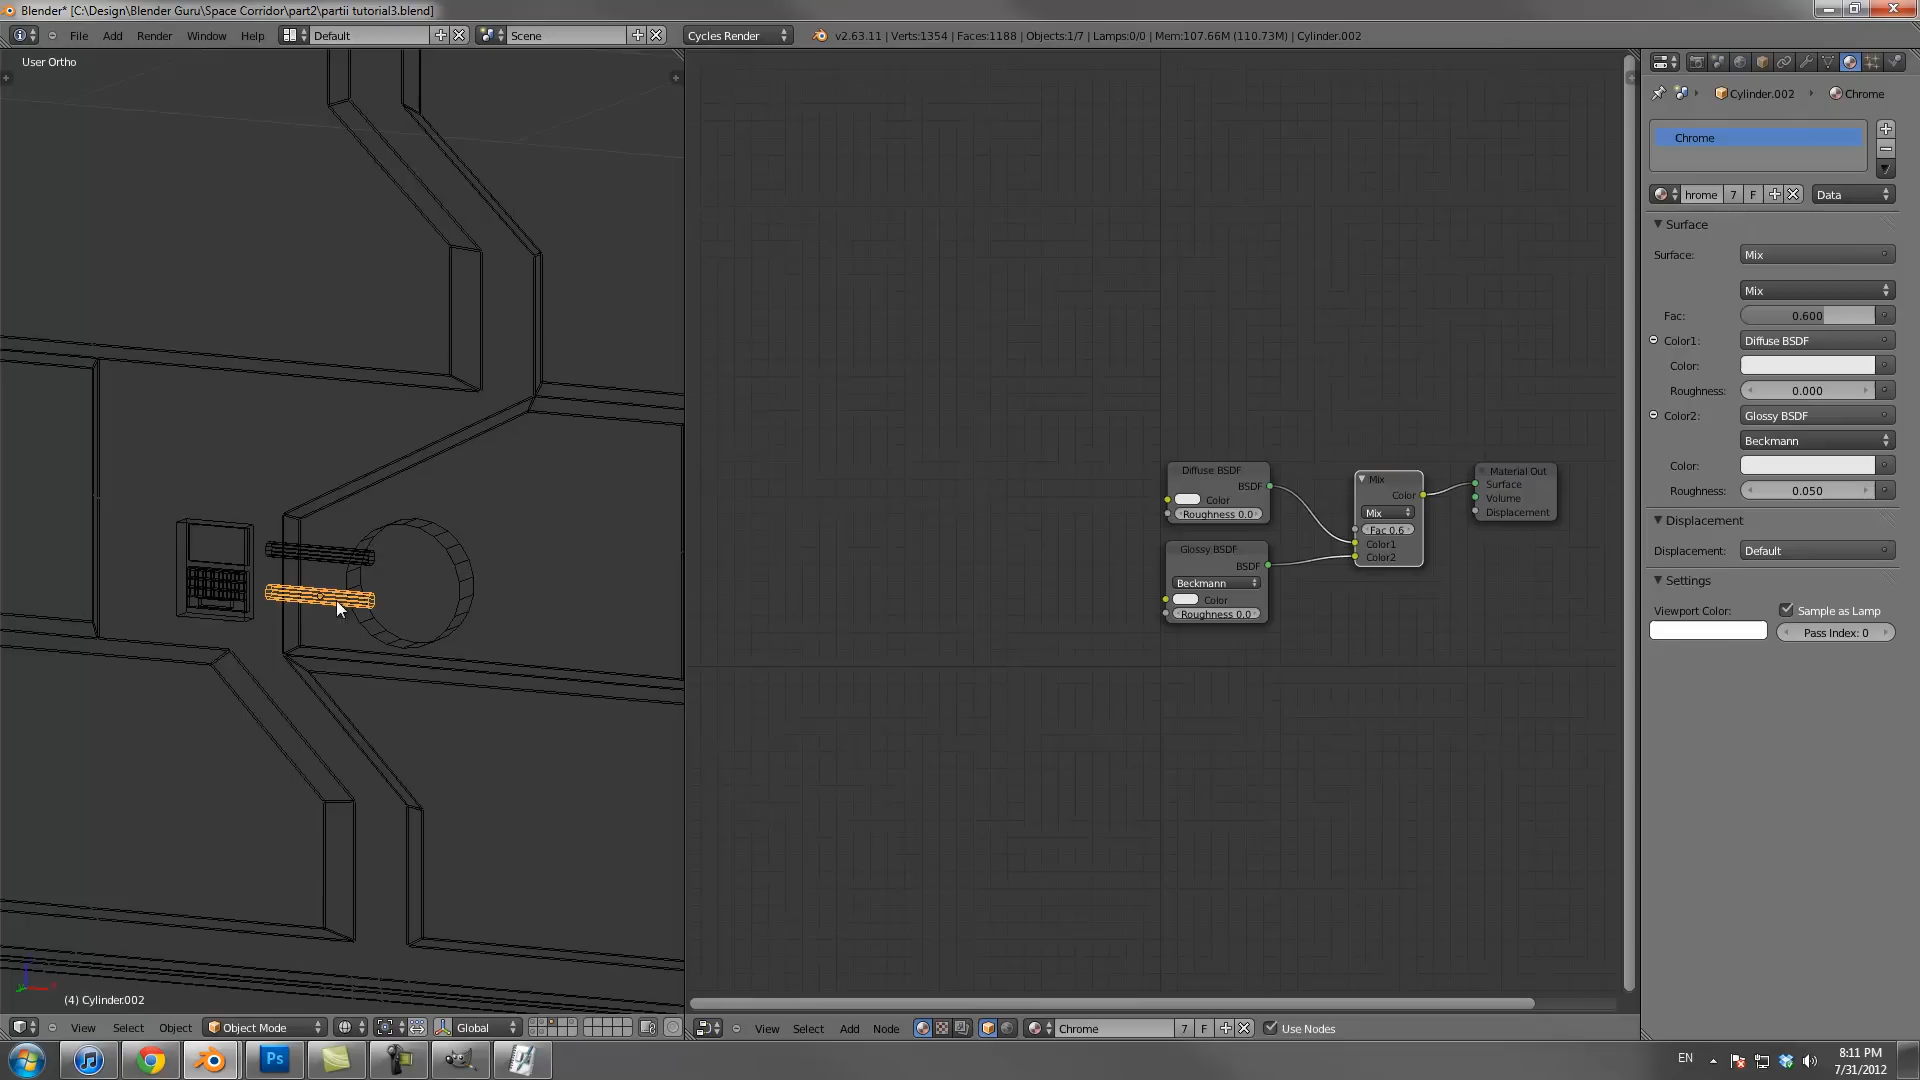 Blender* [C:\Design\Blender Guru\Space Corridor\part2\partii tutorial3.blend]
File Add Render Window Help Default Scene Cycles Render v2.63.11 | Verts:1354 | Faces:1188 | Objects:1/7 | Lamps:0/0 | Mem:107.66M (110.73M) | Cylinder.002
User Ortho
Cylinder.002 Chrome
Chrome
hrome 7 F Data
Surface
Surface: Mix
Mix
Fac: 0.600
Color1: Diffuse BSDF
Color:
Roughness: 0.000
Color2: Glossy BSDF
Beckmann
Color:
Roughness: 0.050
Displacement
Displacement: Default
Settings
Viewport Color: Sample as Lamp
Pass Index: 0
Diffuse BSDF
BSDF
Color
Roughness 0.0
Glossy BSDF
BSDF
Beckmann
Color
Roughness 0.0
Mix
Color
Mix
Fac 0.6
Color1
Color2
Material Out
Surface
Volume
Displacement
(4) Cylinder.002
View Select Object Object Mode Global
View Select Add Node Chrome 7 F Use Nodes
Ps
EN
8:11 PM
7/31/2012